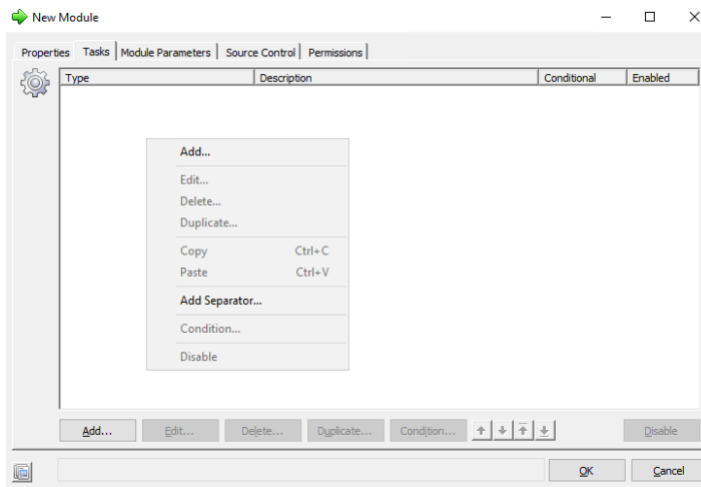 New Module
Properties Tasks Module Parameters Source Control Permissions
Type Description Conditional Enabled
Add...
Edit...
Delete...
Duplicate...
Copy Ctrl+C
Paste Ctrl+V
Add Separator...
Condition...
Disable
Add... Edit... Delete... Duplicate... Condition... Disable
OK Cancel